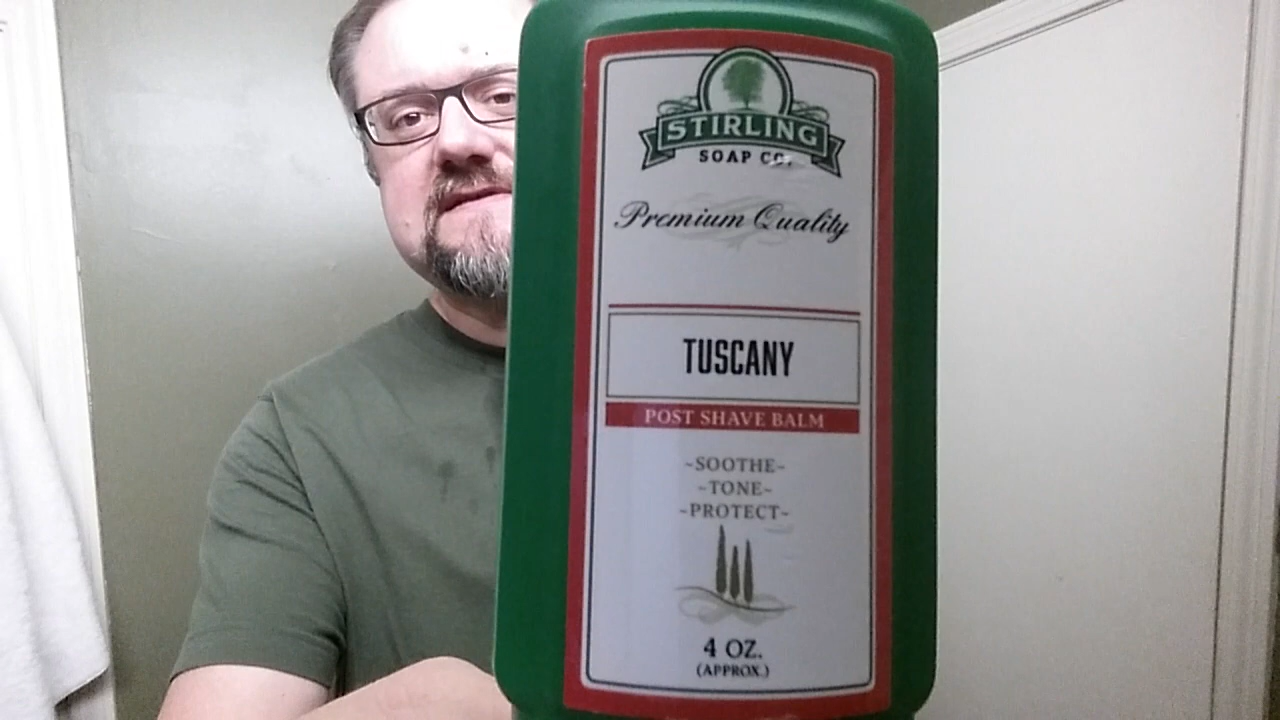 STIRLING
SOAP CO.
Premium Quality
TUSCANY
POST SHAVE BALM
~SOOTHE~
~TONE~
~PROTECT~
4 OZ.
(APPROX.)